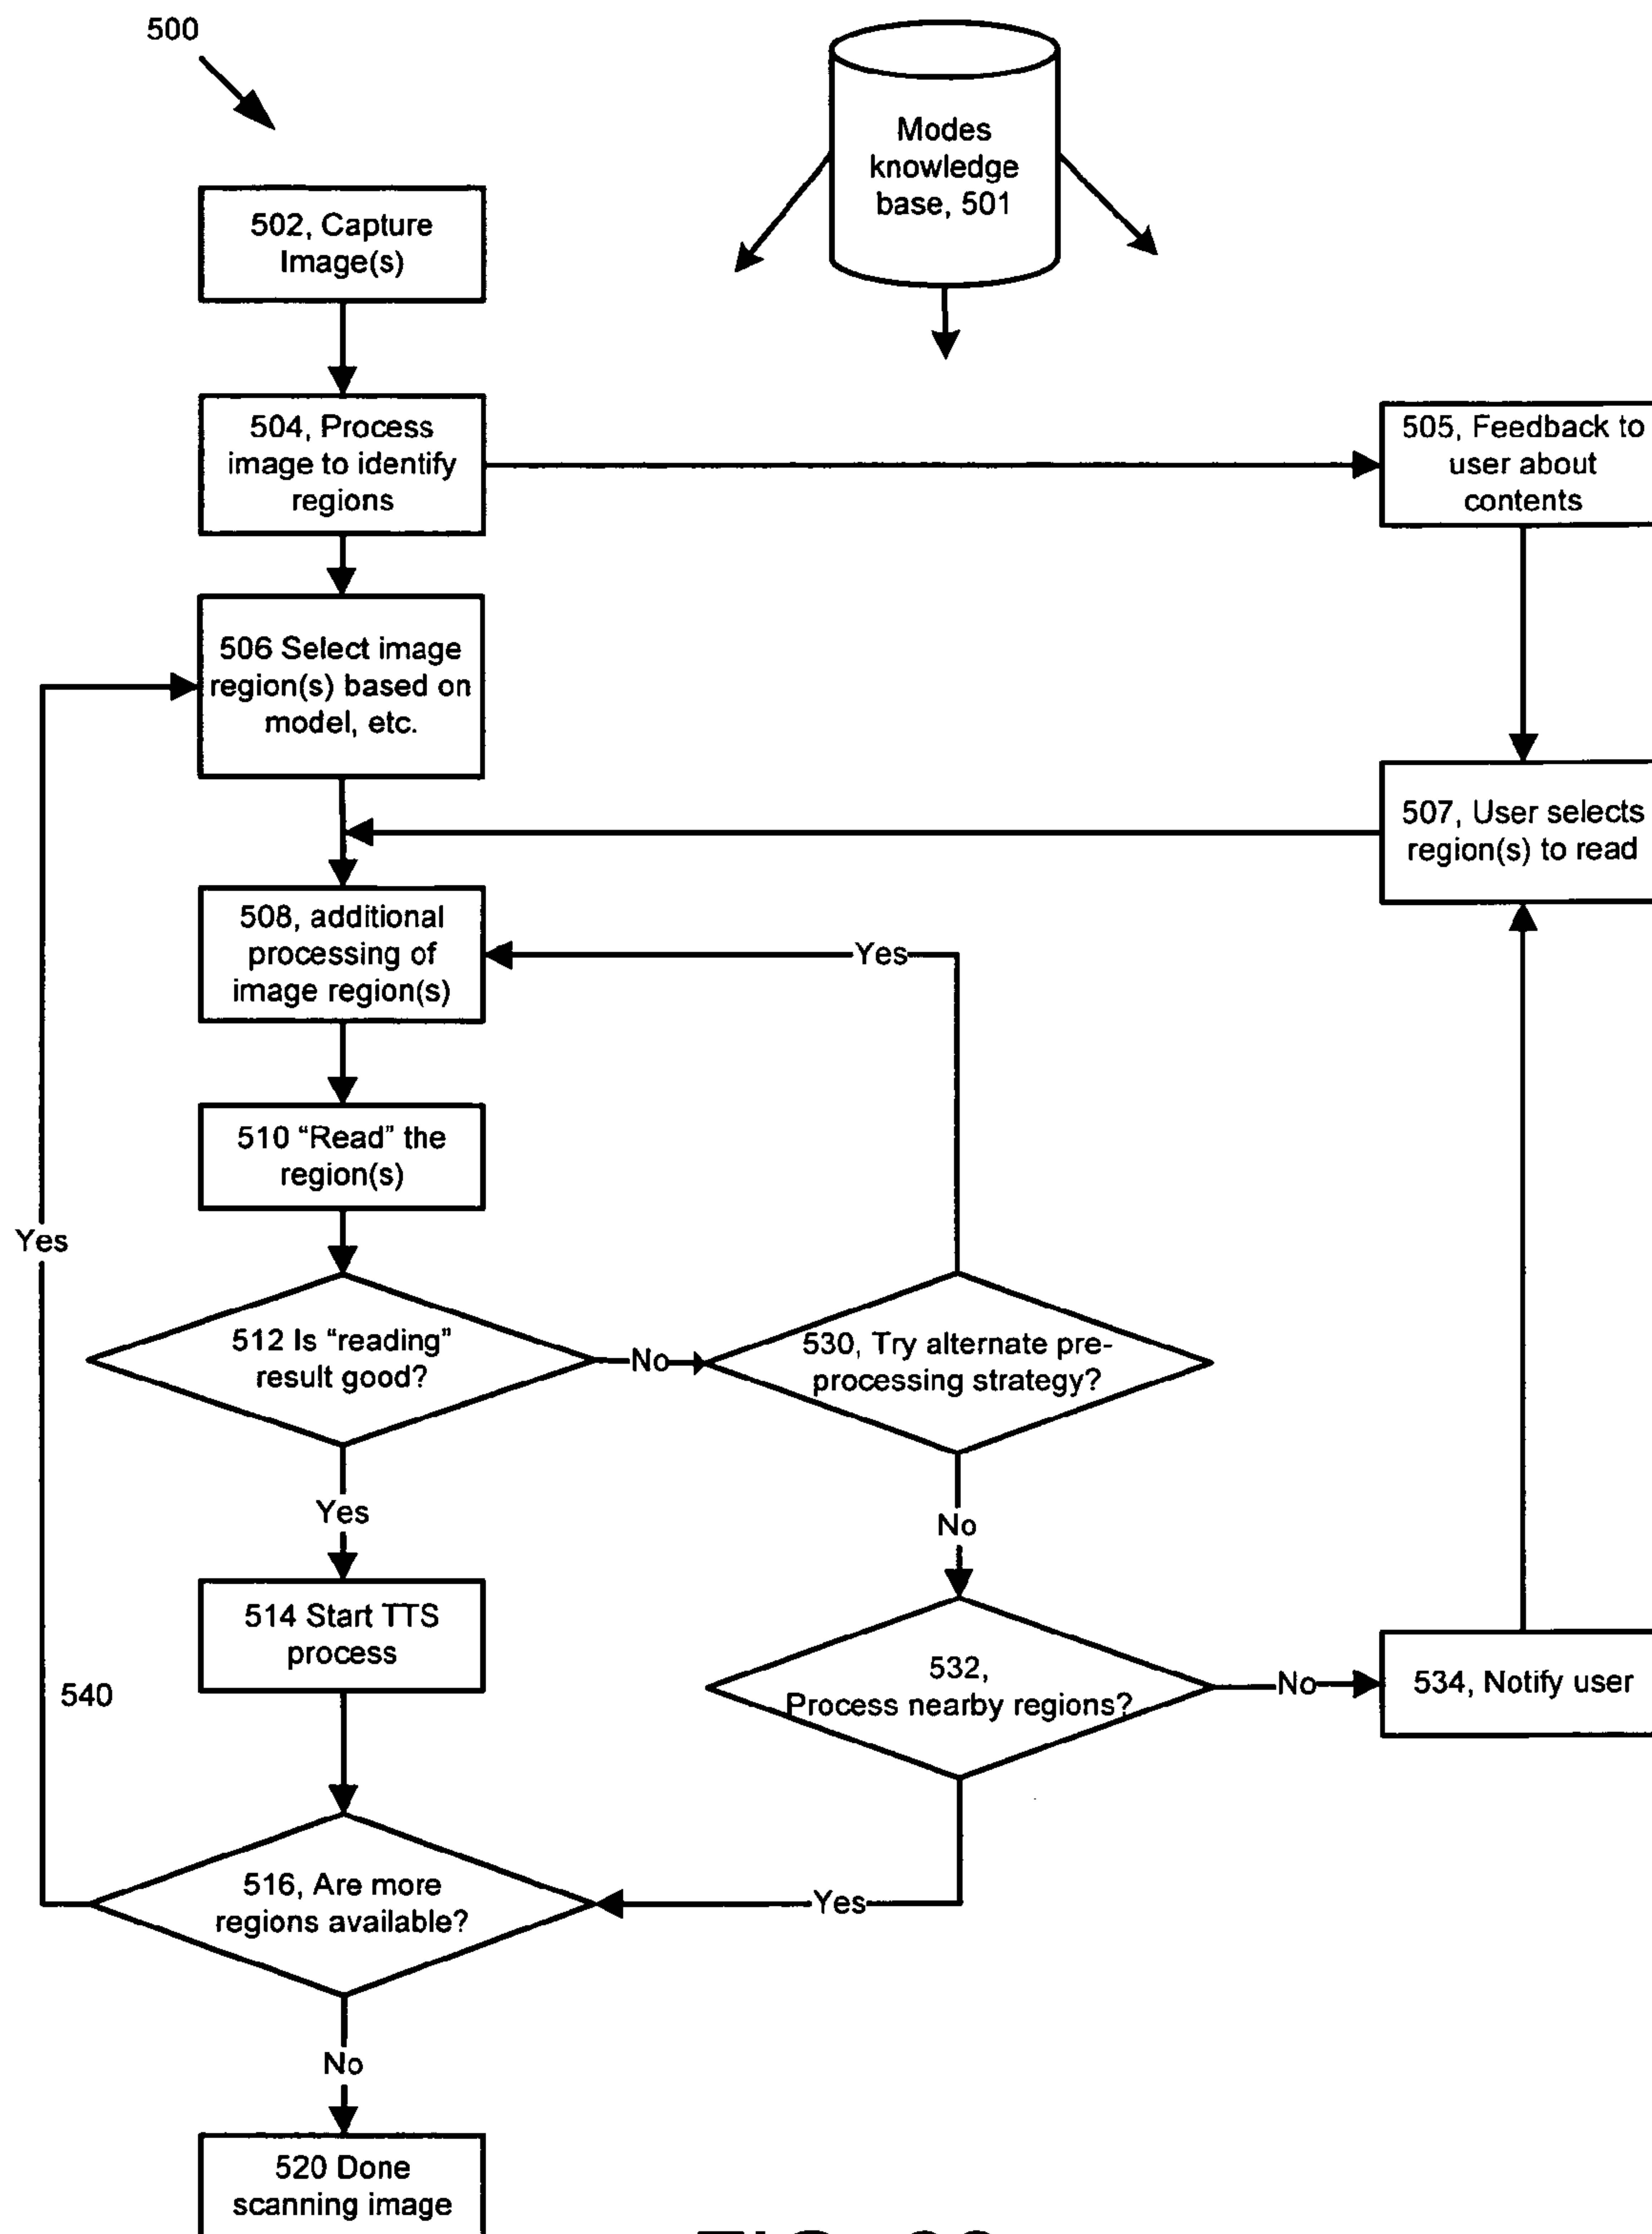 500
Modes
knowledge
base, 501
502, Capture
Image(s)
504, Process
image to identify
regions
505, Feedback to
user about
contents
506 Select image
region(s) based on
model, etc.
507, User selects
region(s) to read
508, additional
processing of
image region(s)
Yes
510 “Read” the
region(s)
Yes
512 Is “reading”
result good?
No
530, Try alternate pre-
processing strategy?
Yes
No
514 Start TTS
process
532,
Process nearby regions?
No
534, Notify user
540
516, Are more
regions available?
Yes
No
520 Done
scanning image